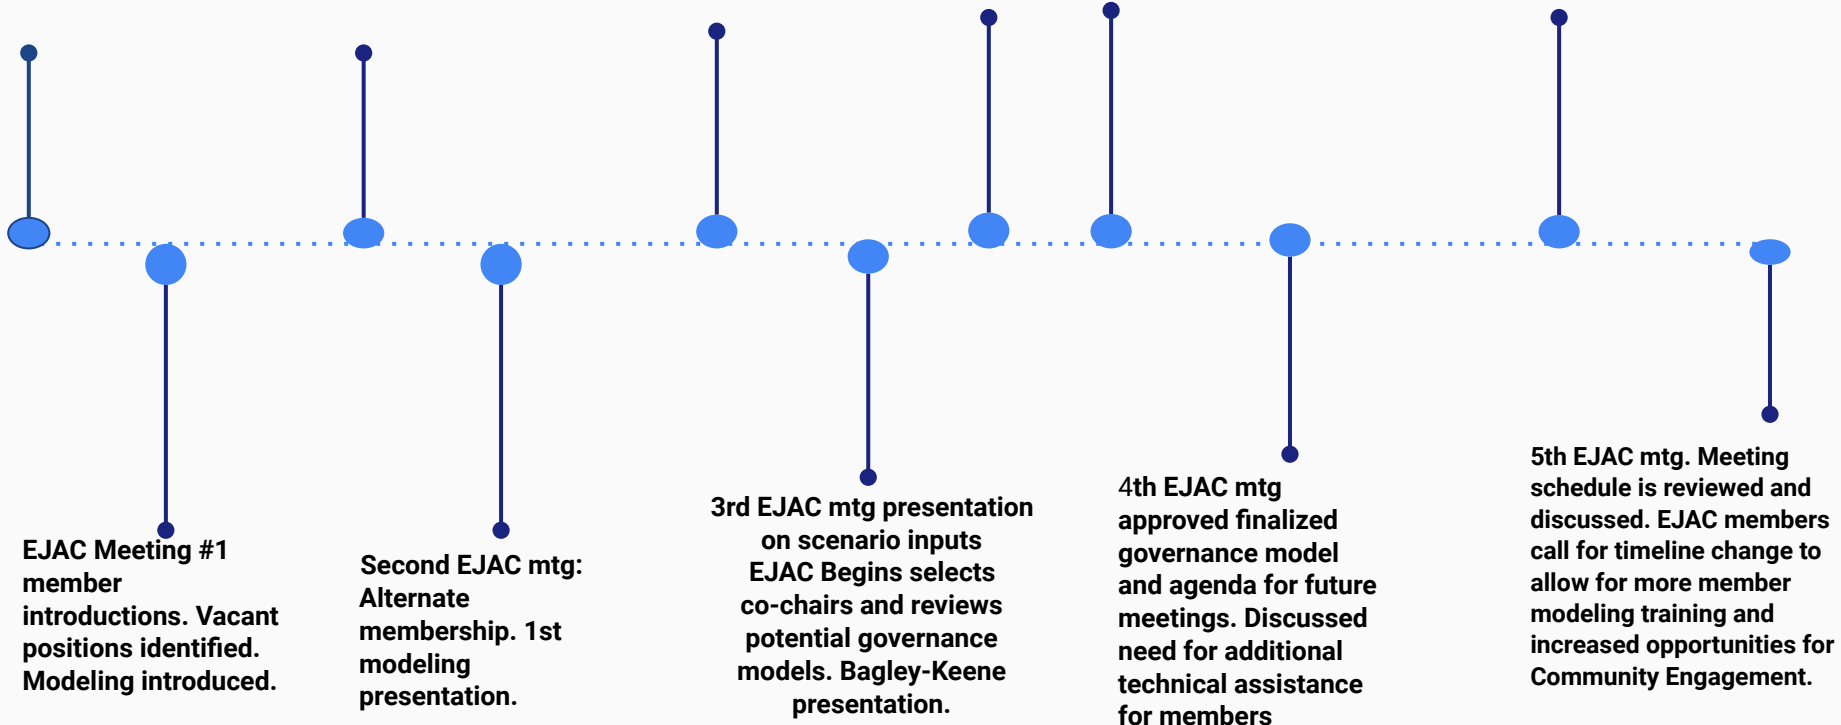 EJAC Meeting #1
member
introductions. Vacant
positions identified.
Modeling introduced.
Second EJAC mtg:
Alternate
membership. 1st
modeling
presentation.
3rd EJAC mtg presentation
on scenario inputs
EJAC Begins selects
co-chairs and reviews
potential governance
models. Bagley-Keene
presentation.
4th EJAC mtg
approved finalized
governance model
and agenda for future
meetings. Discussed
need for additional
technical assistance
for members
5th EJAC mtg. Meeting
schedule is reviewed and
discussed. EJAC members
call for timeline change to
allow for more member
modeling training and
increased opportunities for
Community Engagement.